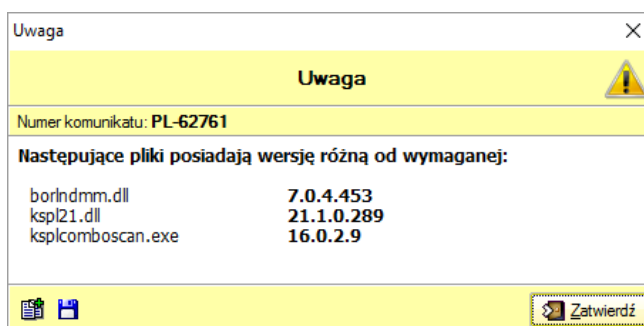 Uwaga
Uwaga
Numer komunikatu: PL-62761
Następujące pliki posiadają wersję różną od wymaganej:
borlndmm.dll 7.0.4.453
kspl21.dll 21.1.0.289
ksplcomboscan.exe 16.0.2.9
Zatwierdź